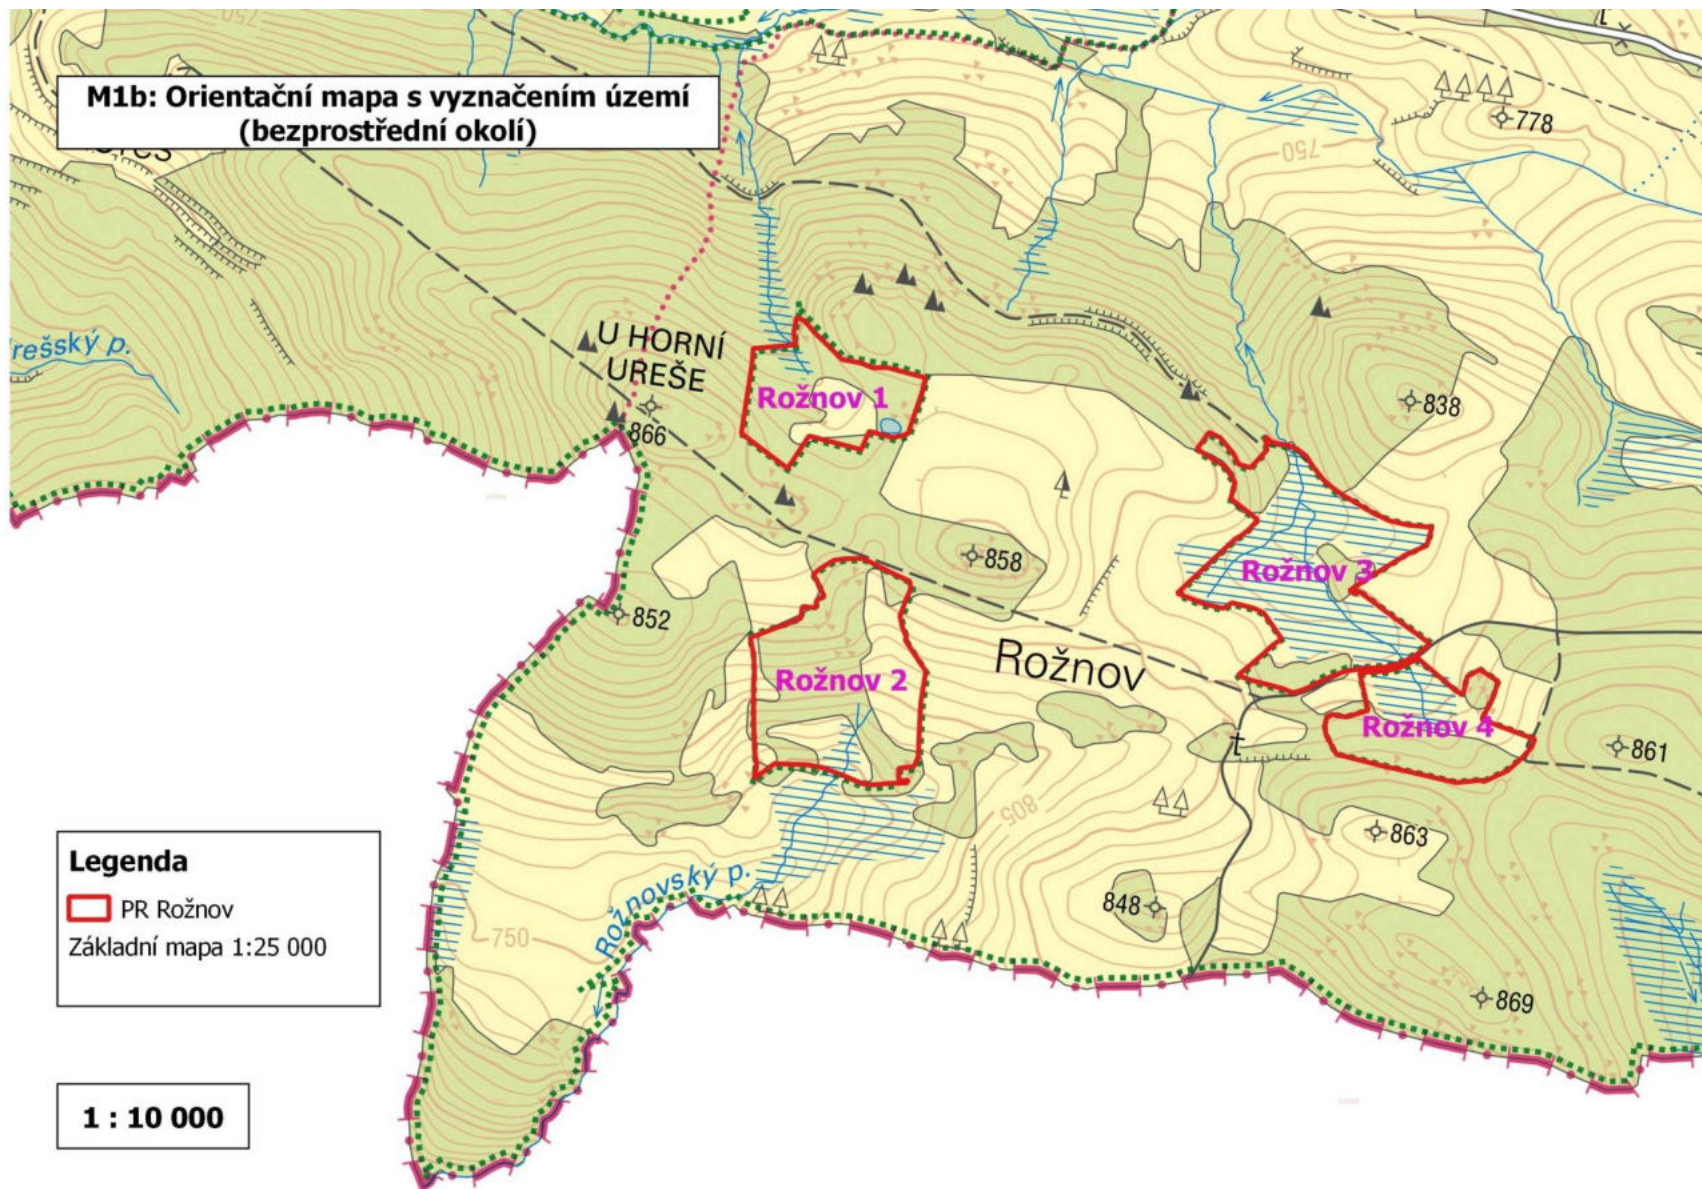 750
M1b: Orientační mapa s vyznačením území
(bezprostřední okolí)
778
750
U HORNÍ
UREŠE
Rožnov 1
838
866
858
Rožnov 3
852
Rožnov
Rožnov 2
Rožnov 4
861
805
863
Legenda
PR Rožnov
Základní mapa 1:25 000
Rožnovský p.
848
750
869
1 : 10 000